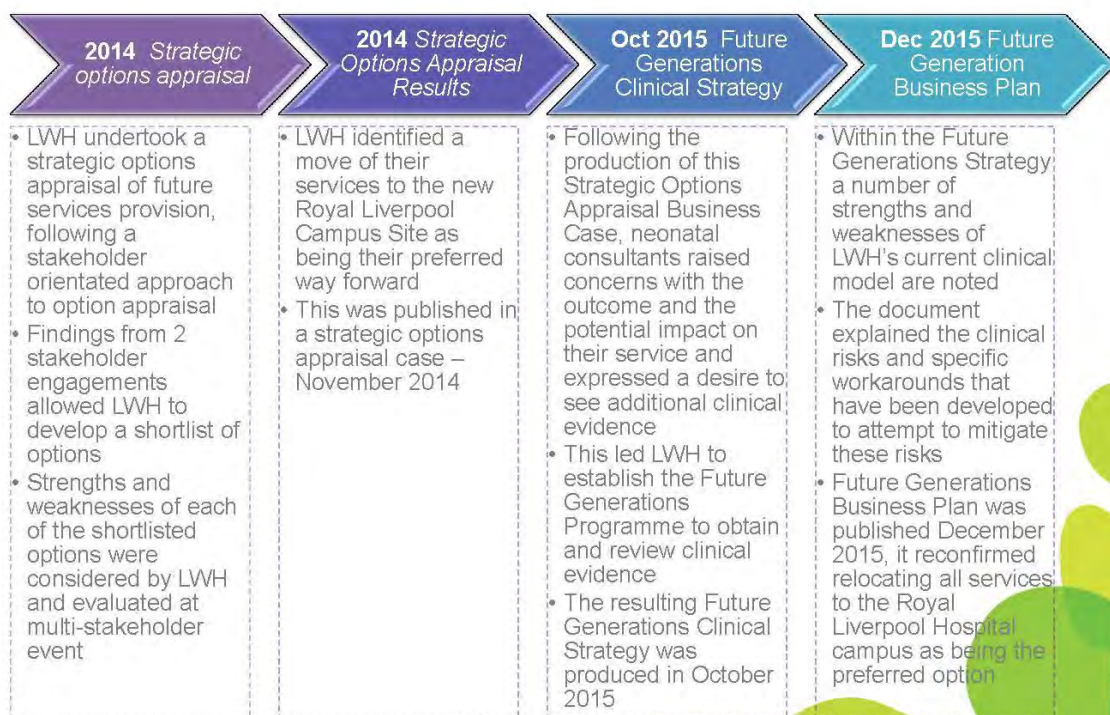 2014 Strategic
options appraisal
• LWH undertook a
strategic options
appraisal of future
services provision,
following a
stakeholder
orientated approach
to option appraisal
• Findings from 2
stakeholder
engagements
allowed LWH to
develop a shortlist of
options
• Strengths and
weaknesses of each
of the shortlisted
options were
considered by LWH
and evaluated at
multi-stakeholder
event
2014 Strategic
Options Appraisal
Results
• LWH identified a
move of their
services to the new
Royal Liverpool
Campus Site as
being their preferred
way forward
• This was published in
a strategic options
appraisal case –
November 2014
Oct 2015 Future
Generations
Clinical Strategy
• Following the
production of this
Strategic Options
Appraisal Business
Case, neonatal
consultants raised
concerns with the
outcome and the
potential impact on
their service and
expressed a desire to
see additional clinical
evidence
• This led LWH to
establish the Future
Generations
Programme to obtain
and review clinical
evidence
• The resulting Future
Generations Clinical
Strategy was
produced in October
2015
Dec 2015 Future
Generation
Business Plan
• Within the Future
Generations Strategy
a number of
strengths and
weaknesses of
LWH's current clinical
model are noted
• The document
explained the clinical
risks and specific
workarounds that
have been developed
to attempt to mitigate
these risks
• Future Generations
Business Plan was
published December
2015, it reconfirmed
relocating all services
to the Royal
Liverpool Hospital
campus as being the
preferred option